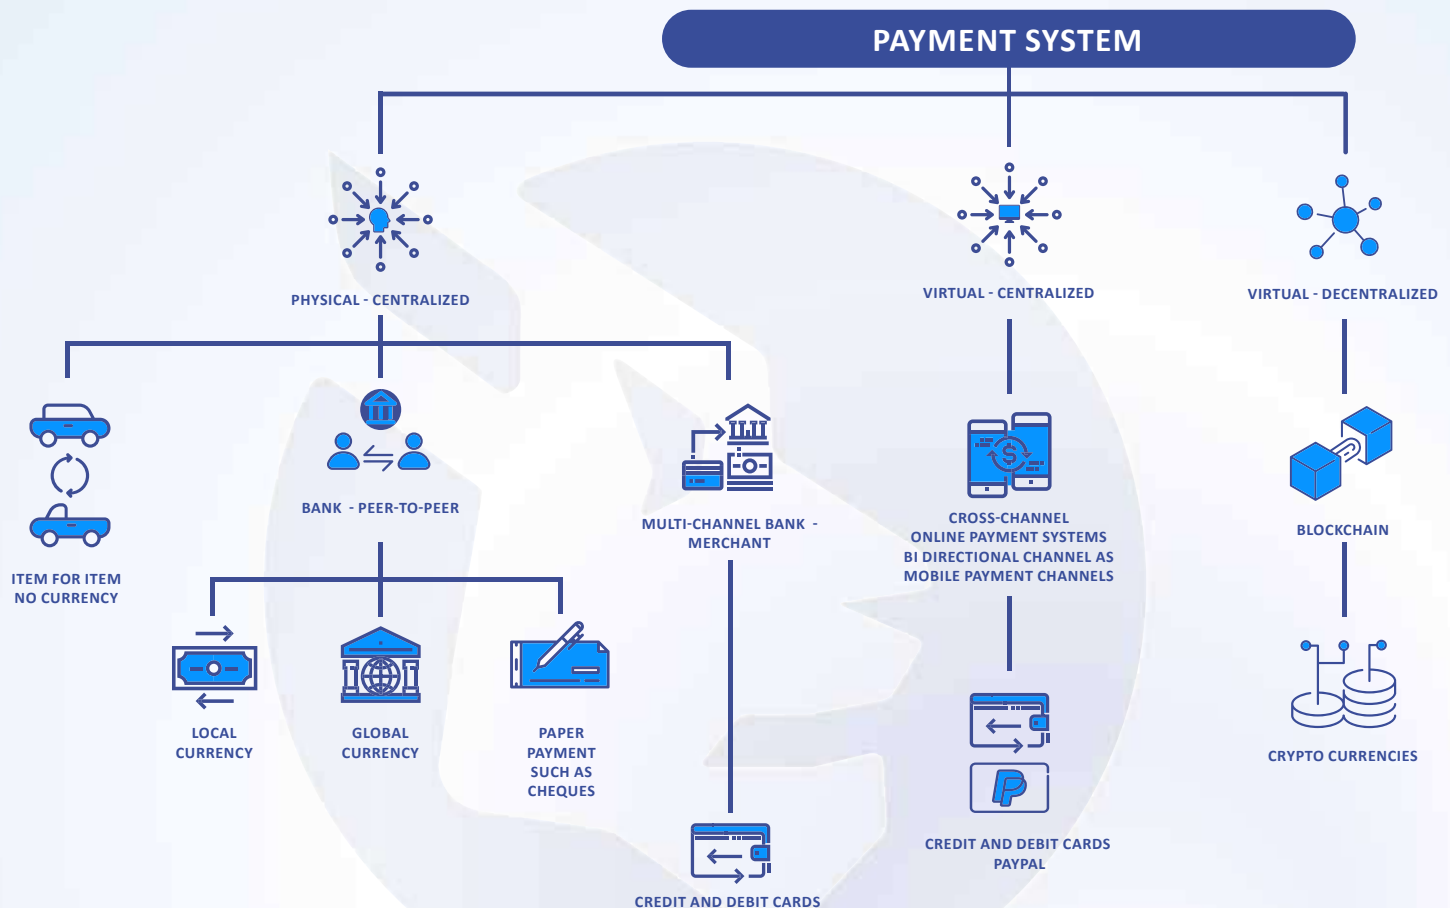 PAYMENT SYSTEM
PHYSICAL - CENTRALIZED
VIRTUAL - CENTRALIZED
VIRTUAL - DECENTRALIZED
ITEM FOR ITEM
NO CURRENCY
BANK - PEER-TO-PEER
MULTI-CHANNEL BANK -
MERCHANT
CROSS-CHANNEL
ONLINE PAYMENT SYSTEMS
BI DIRECTIONAL CHANNEL AS
MOBILE PAYMENT CHANNELS
BLOCKCHAIN
LOCAL
CURRENCY
GLOBAL
CURRENCY
PAPER
PAYMENT
SUCH AS
CHEQUES
CREDIT AND DEBIT CARDS
CREDIT AND DEBIT CARDS
PAYPAL
CRYPTO CURRENCIES